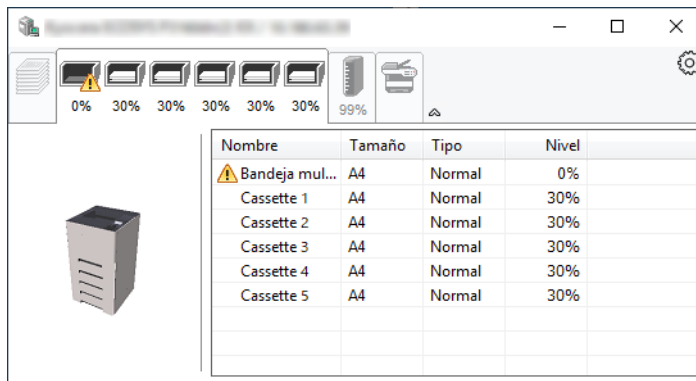 0% 30% 30% 30% 30% 30% 99%
Nombre Tamaño Tipo Nivel
Bandeja mul... A4 Normal 0%
Cassette 1 A4 Normal 30%
Cassette 2 A4 Normal 30%
Cassette 3 A4 Normal 30%
Cassette 4 A4 Normal 30%
Cassette 5 A4 Normal 30%